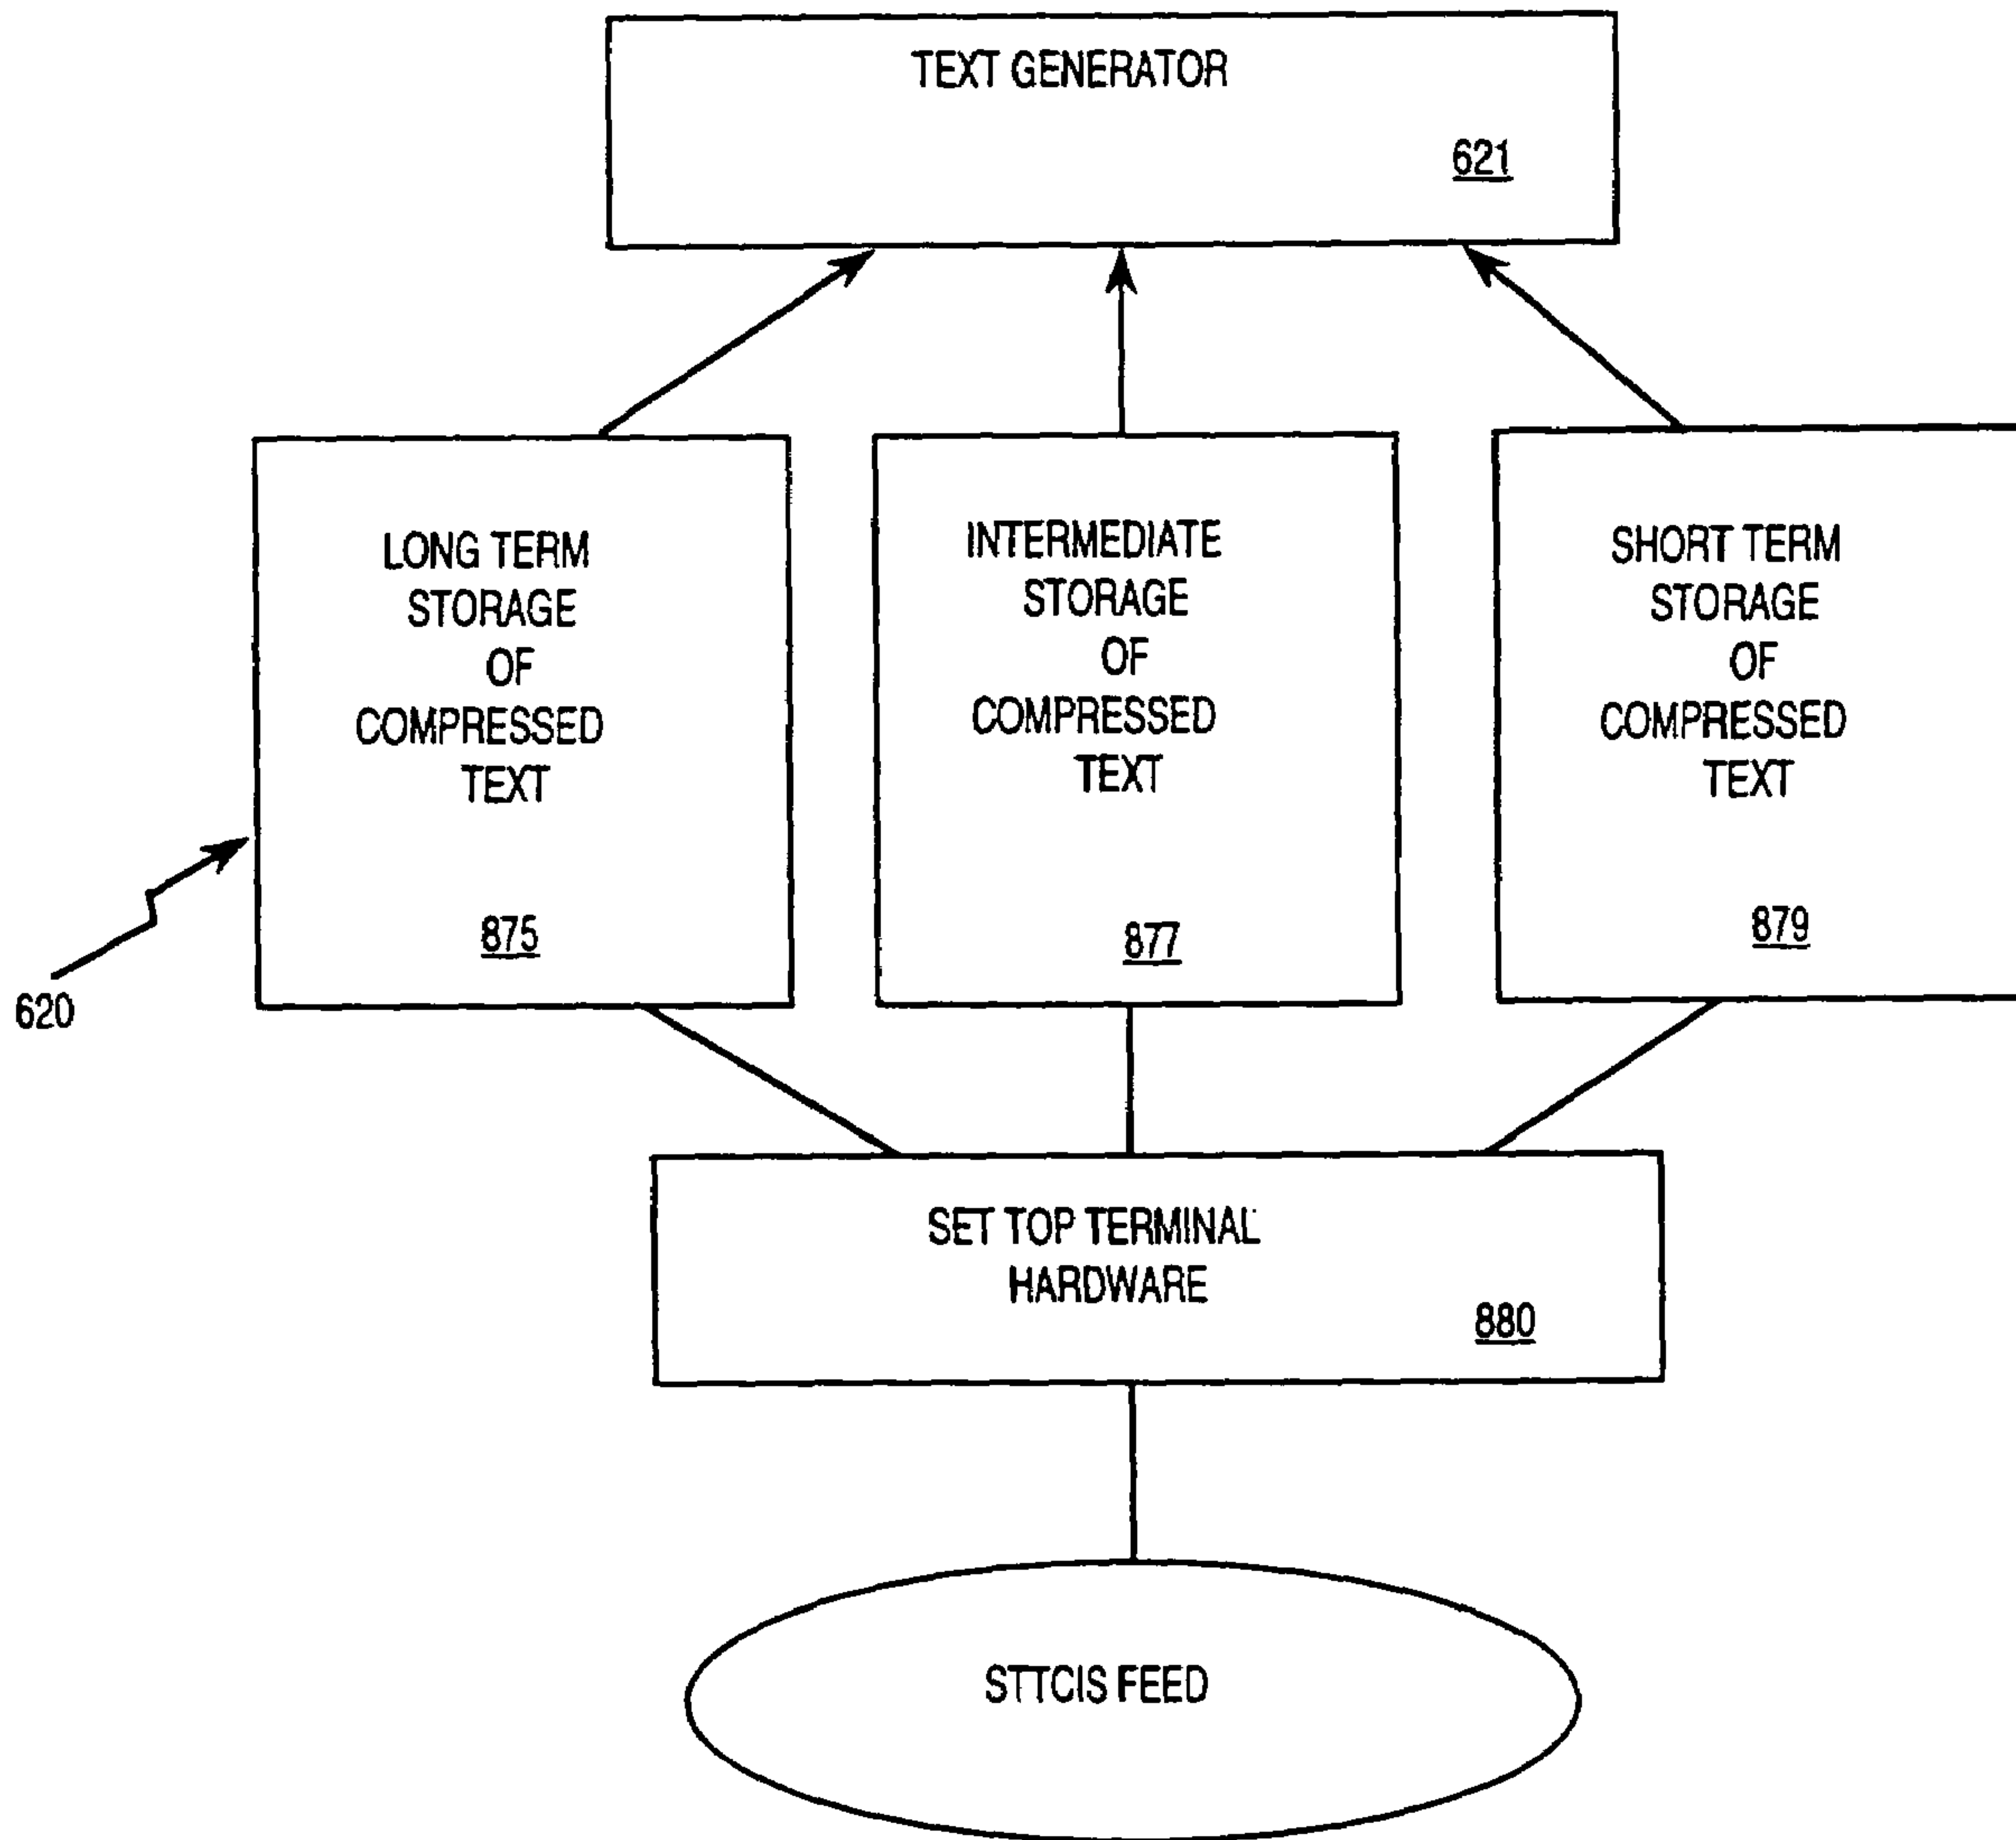 TEXT GENERATOR
621
LONG TERM
STORAGE
OF
COMPRESSED
TEXT
875
INTERMEDIATE
STORAGE
OF
COMPRESSED
TEXT
877
SHORT TERM
STORAGE
OF
COMPRESSED
TEXT
879
620
SET TOP TERMINAL
HARDWARE
880
STTCIS FEED